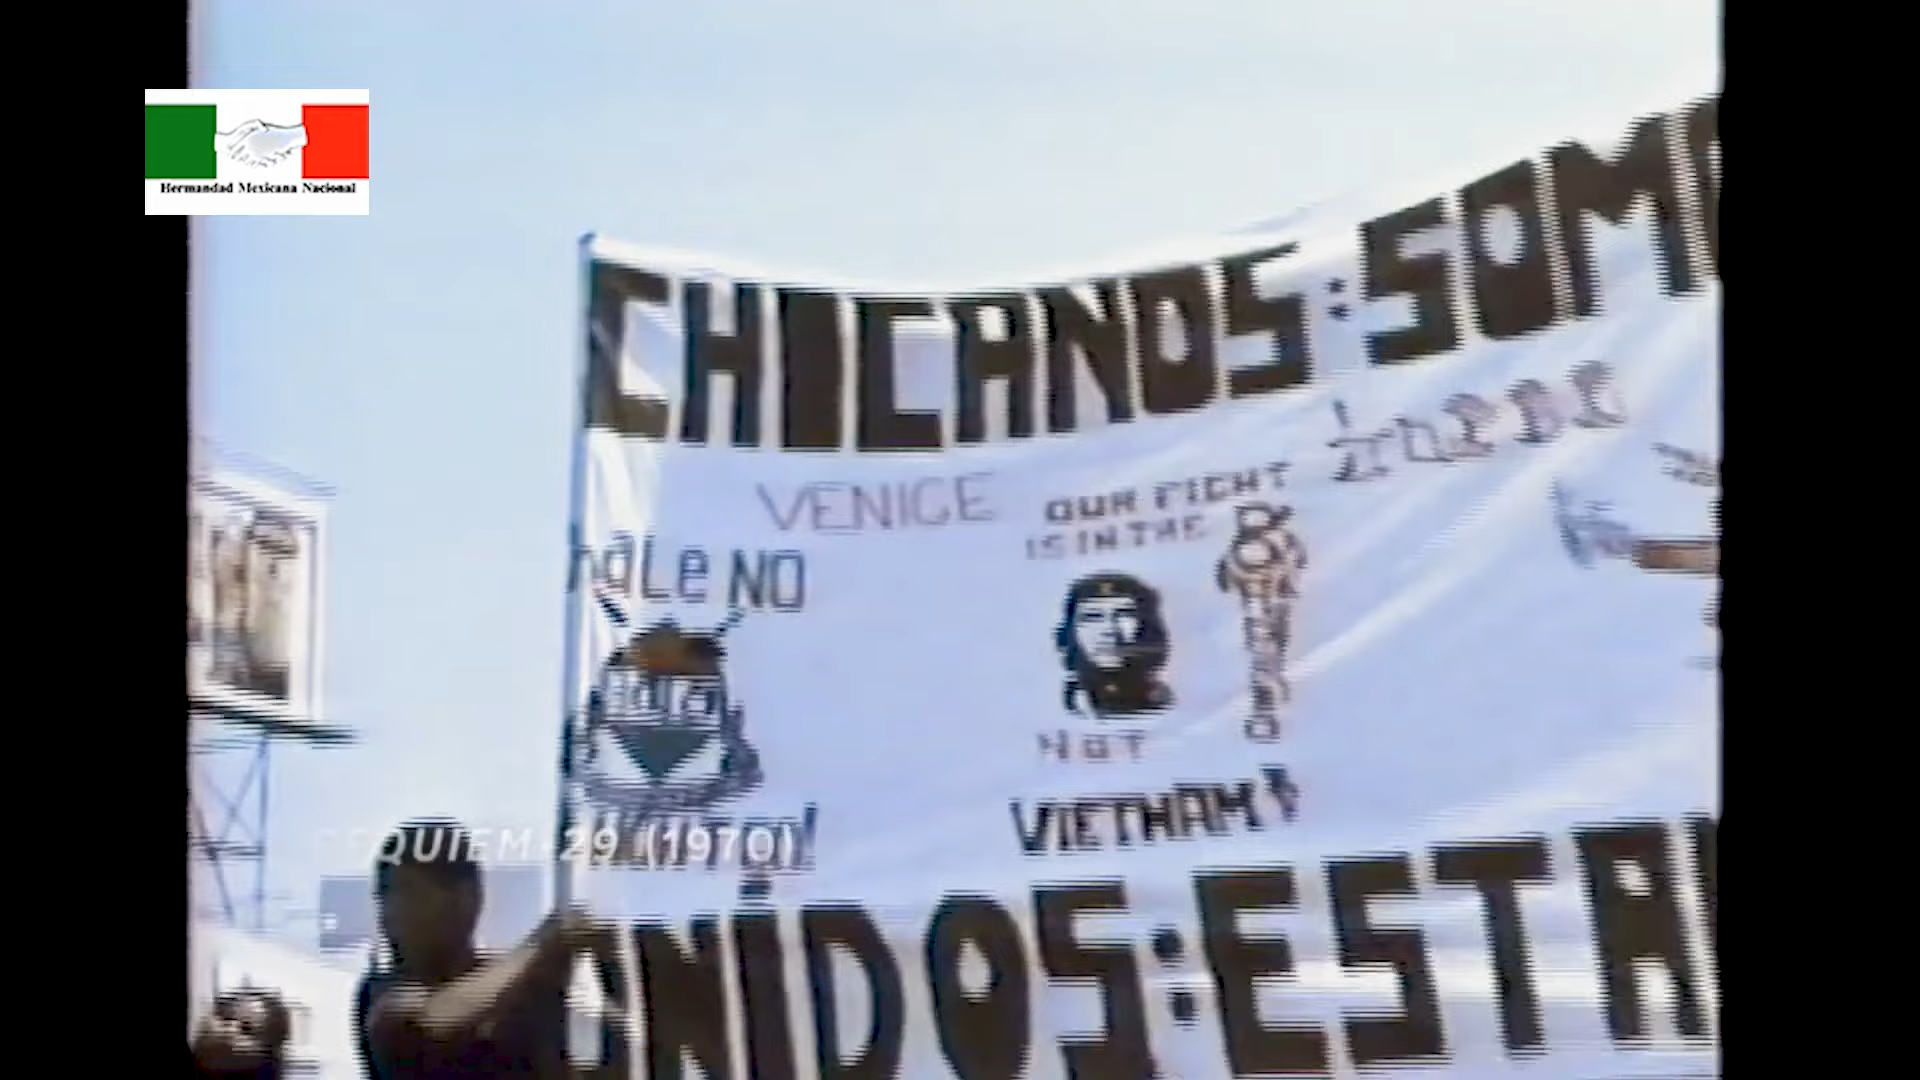 Hermandad Mexicana Nacional
CHICANOS:SOM
VENICE
OUR FIGHT
IS IN THE
NO
NOT
VIETNAM!
REQUIEM-29 (1970)
UNIDOS:ESTA